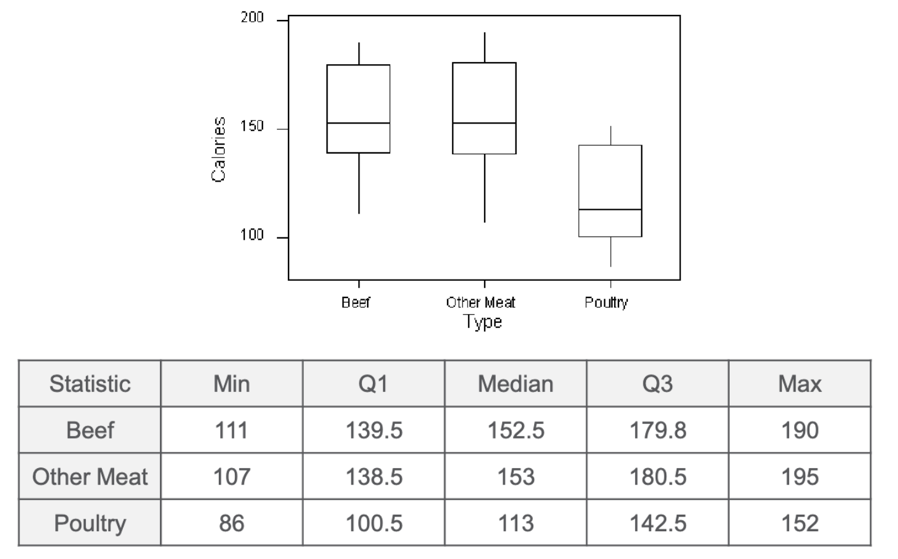 200
150
100
Calories
Beef Other Meat Poultry
Type
Statistic Min Q1 Median Q3 Max
Beef 111 139.5 152.5 179.8 190
Other Meat 107 138.5 153 180.5 195
Poultry 86 100.5 113 142.5 152